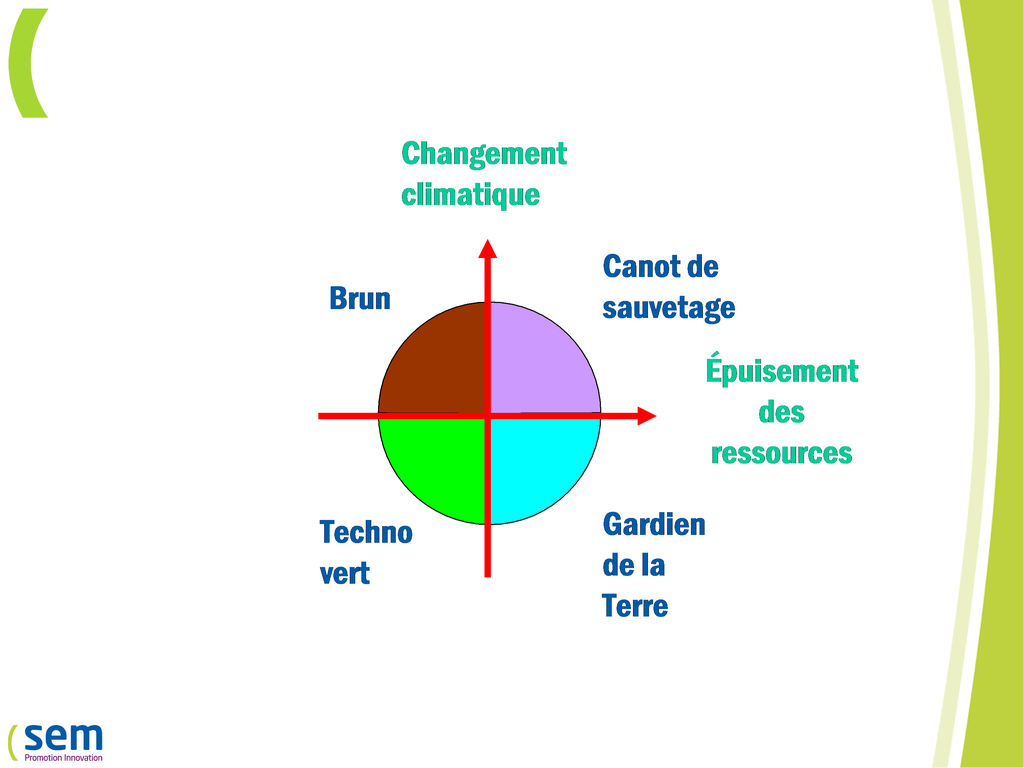 Changement
climatique
Brun
Canot de
sauvetage
Épuisement
des
ressources
Techno
vert
Gardien
de la
Terre
sem
Promotion Innovation